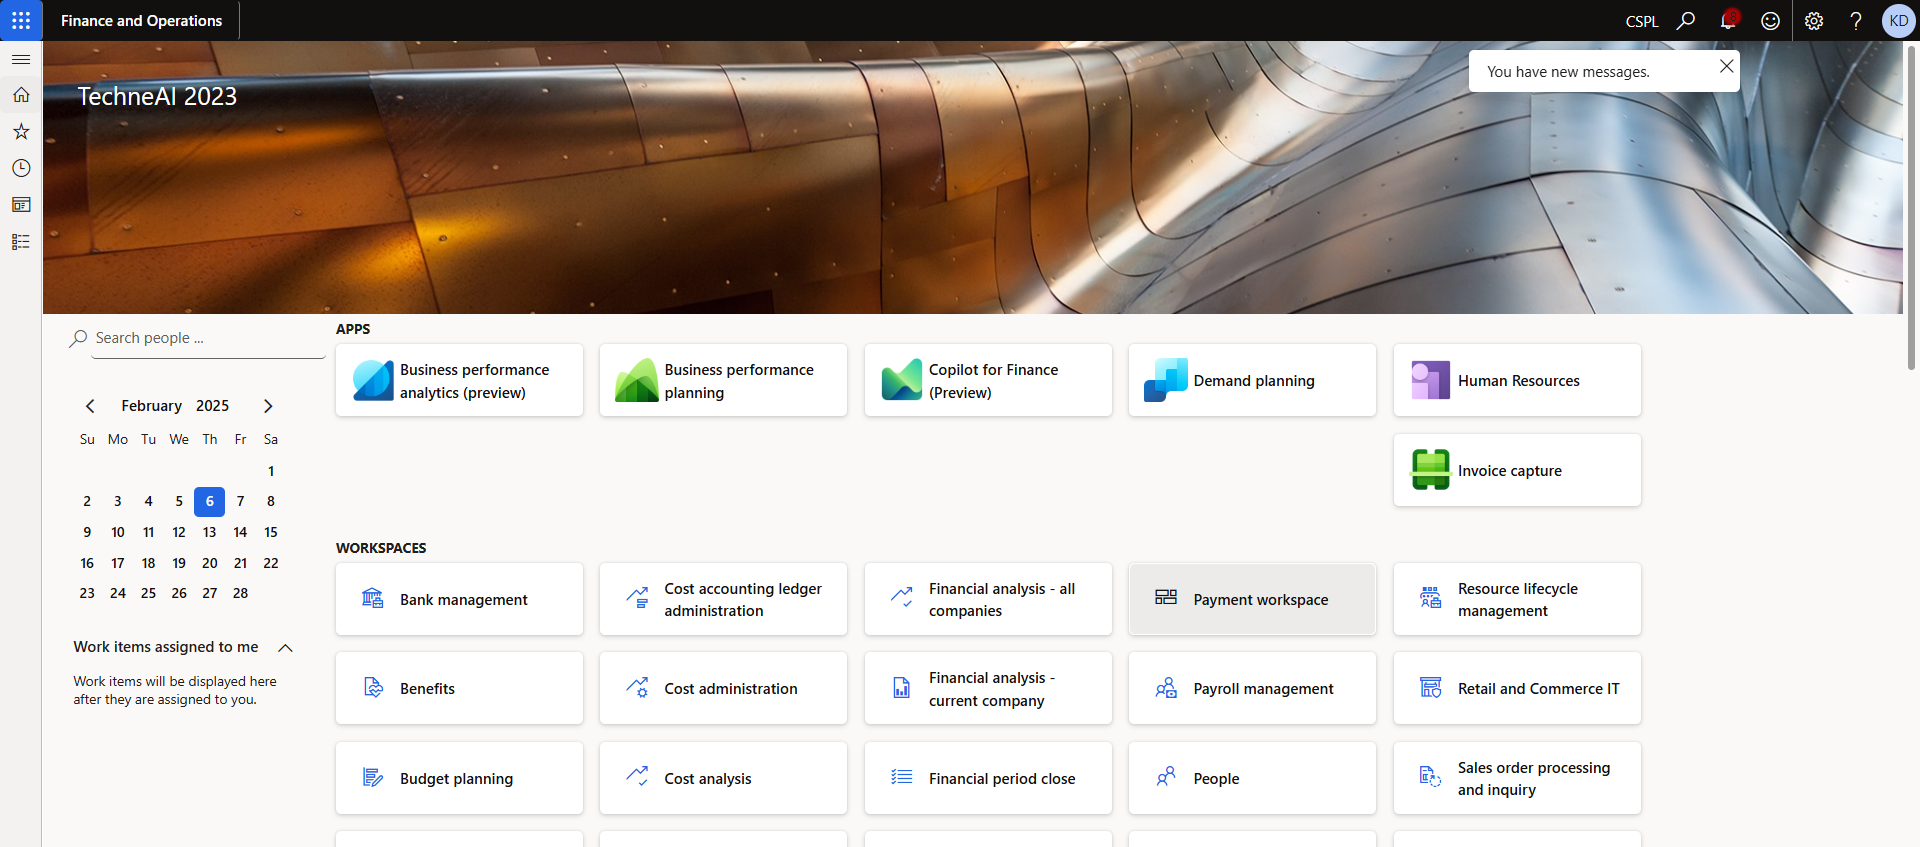 Finance and Operations
CSPL
KD
You have new messages.
TechneAI 2023
Search people ...
February 2025
Su Mo Tu We Th Fr Sa
1
2 3 4 5 6 7 8
9 10 11 12 13 14 15
16 17 18 19 20 21 22
23 24 25 26 27 28
Work items assigned to me
Work items will be displayed here
after they are assigned to you.
APPS
Business performance
analytics (preview)
Business performance
planning
Copilot for Finance
(Preview)
Demand planning
Human Resources
Invoice capture
WORKSPACES
Bank management
Cost accounting ledger
administration
Financial analysis - all
companies
Payment workspace
Resource lifecycle
management
Benefits
Cost administration
Financial analysis -
current company
Payroll management
Retail and Commerce IT
Budget planning
Cost analysis
Financial period close
People
Sales order processing
and inquiry